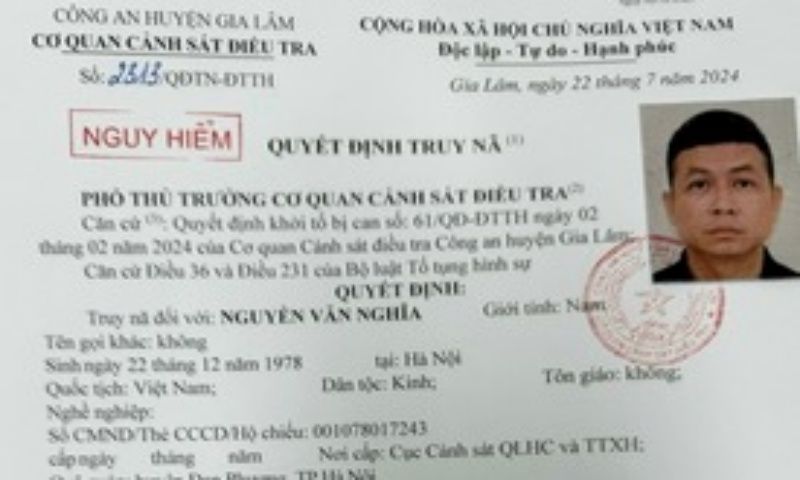 CÔNG AN HUYỆN GIA LÂM
CƠ QUAN CẢNH SÁT ĐIỀU TRA
Số: 2313/QĐTN-ĐTTH
CỘNG HÒA XÃ HỘI CHỦ NGHĨA VIỆT NAM
Độc lập - Tự do - Hạnh phúc
Gia Lâm, ngày 22 tháng 7 năm 2024
NGUY HIỂM
QUYẾT ĐỊNH TRUY NÃ (1)
PHÓ THỦ TRƯỞNG CƠ QUAN CẢNH SÁT ĐIỀU TRA(2)
Căn cứ (3): Quyết định khởi tố bị can số: 61/QĐ-ĐTTH ngày 02
tháng 02 năm 2024 của Cơ quan Cảnh sát điều tra Công an huyện Gia Lâm;
Căn cứ Điều 36 và Điều 231 của Bộ luật Tố tụng hình sự
QUYẾT ĐỊNH:
Truy nã đối với: NGUYỄN VĂN NGHĨA Giới tính: Nam
Tên gọi khác: không
Sinh ngày 22 tháng 12 năm 1978 tại: Hà Nội
Quốc tịch: Việt Nam; Dân tộc: Kinh; Tôn giáo: không;
Nghề nghiệp:
Số CMND/Thẻ CCCD/Hộ chiếu: 001078017243
cấp ngày tháng năm Nơi cấp: Cục Cảnh sát QLHC và TTXH;
huyện Đan Phượng, TP Hà Nội